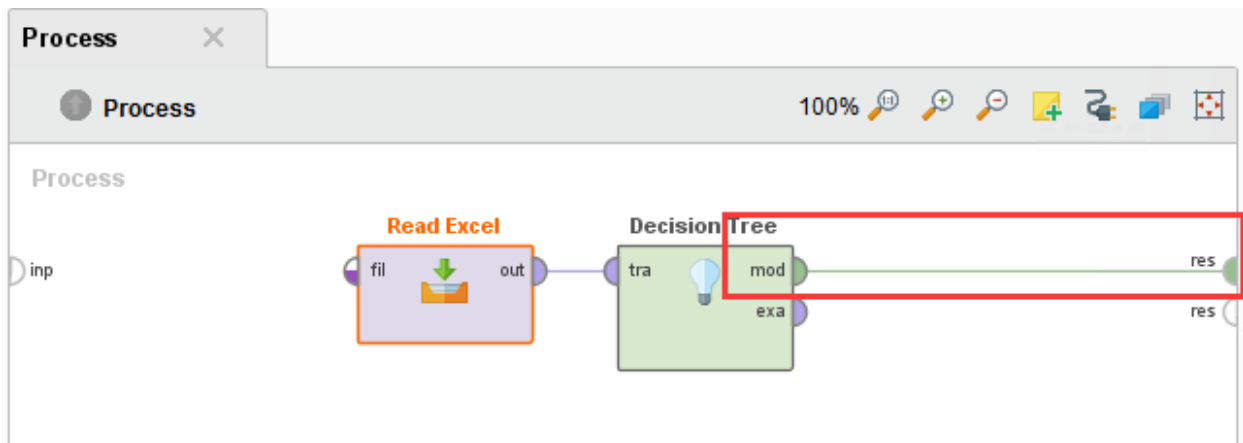 Process
Process
100%
Process
Read Excel
Decision Tree
inp
fil
out
tra
mod
res
exa
res